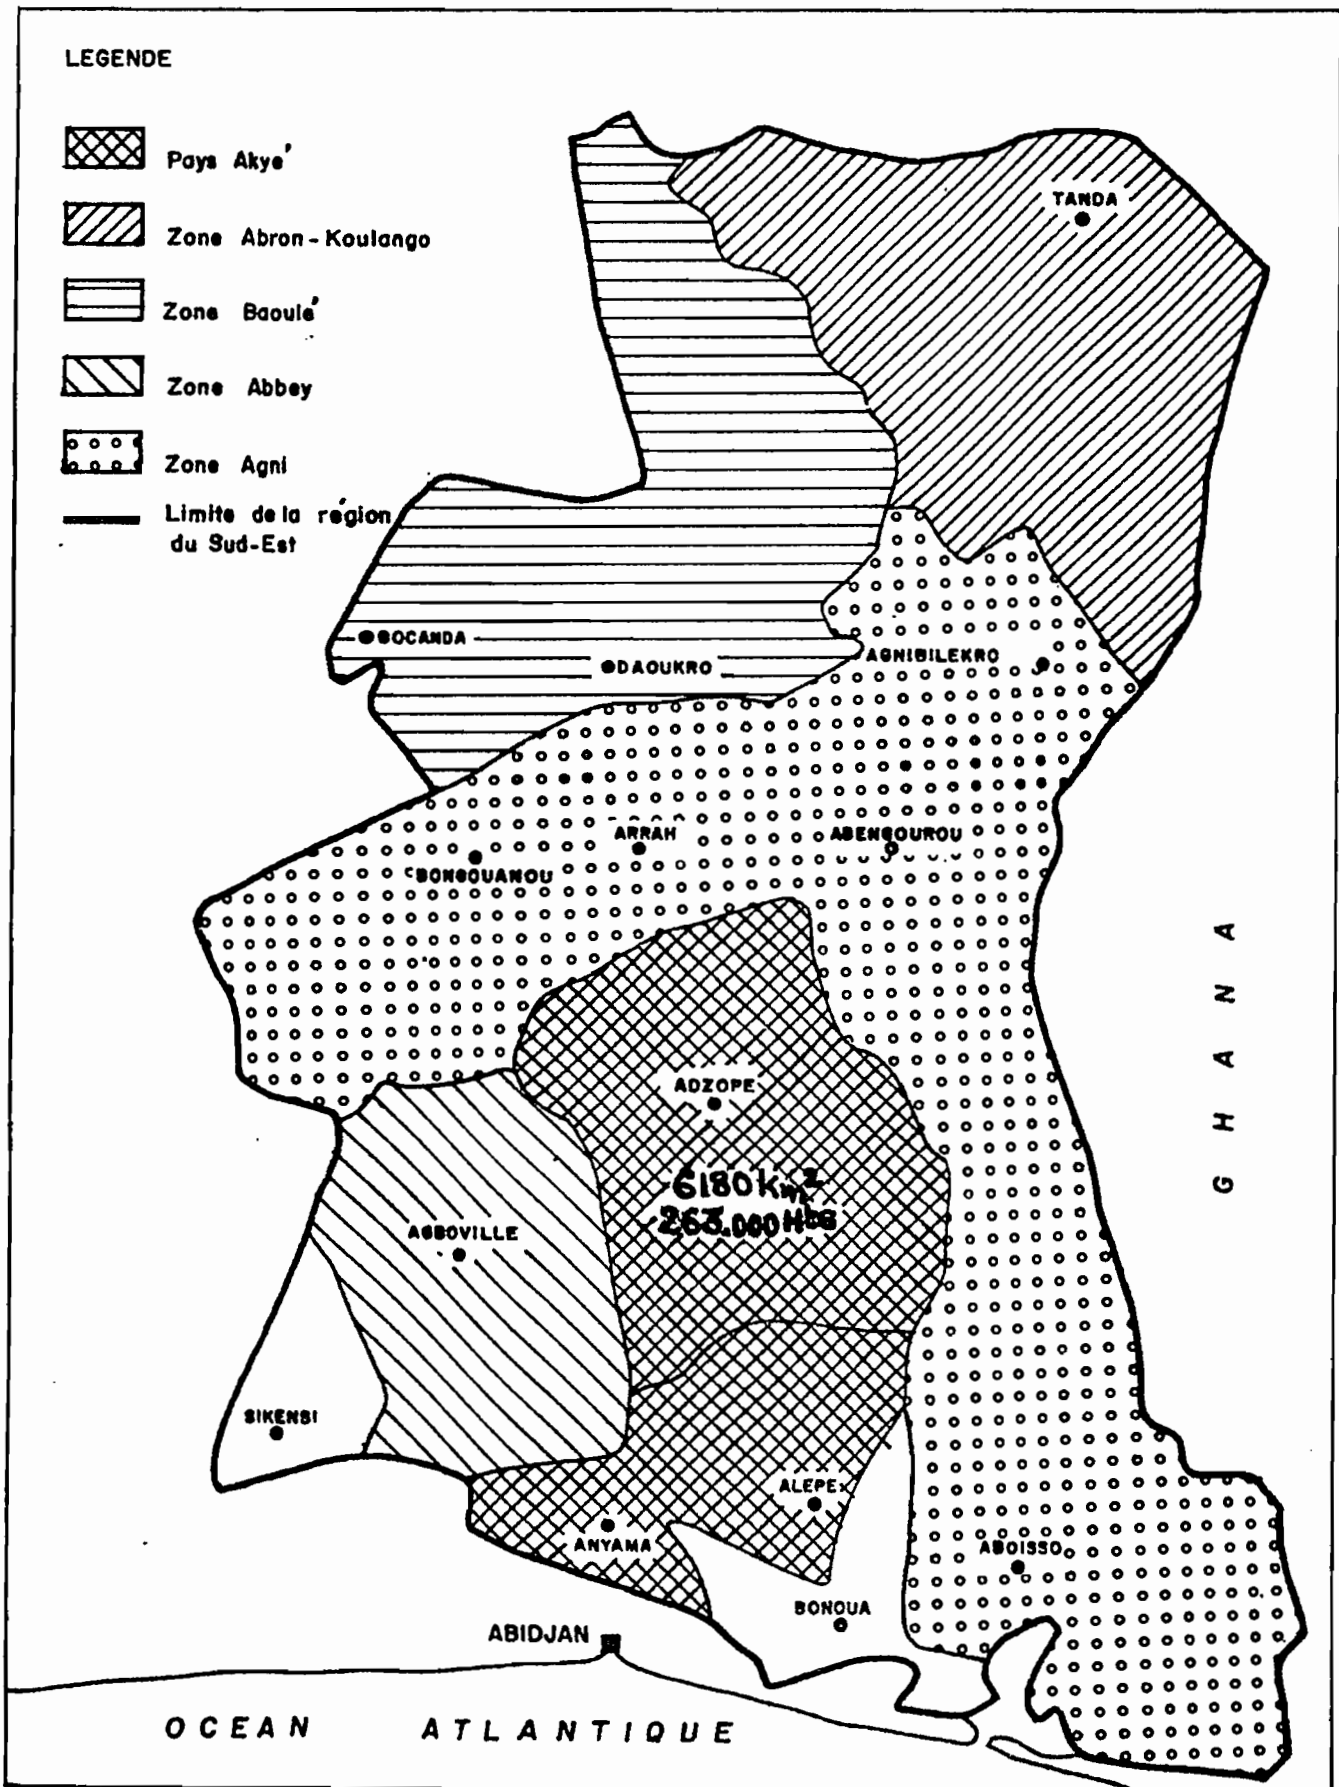 LEGENDE
Pays Akye'
Zone Abron-Koulango
Zone Baoule'
Zone Abbey
Zone Agni
Limite de la région
du Sud-Est
TANDA
BOCANDA
DAOUKRO
AGNIBILEKRO
ARRAH
ABENGOUROU
BONGOUANOU
GHANA
ADZOPE
6180 km²
263.000 Hbs
AGBOVILLE
SIKENSI
ALEPE
ANYAMA
ABOISSO
BONOUA
ABIDJAN
OCEAN ATLANTIQUE